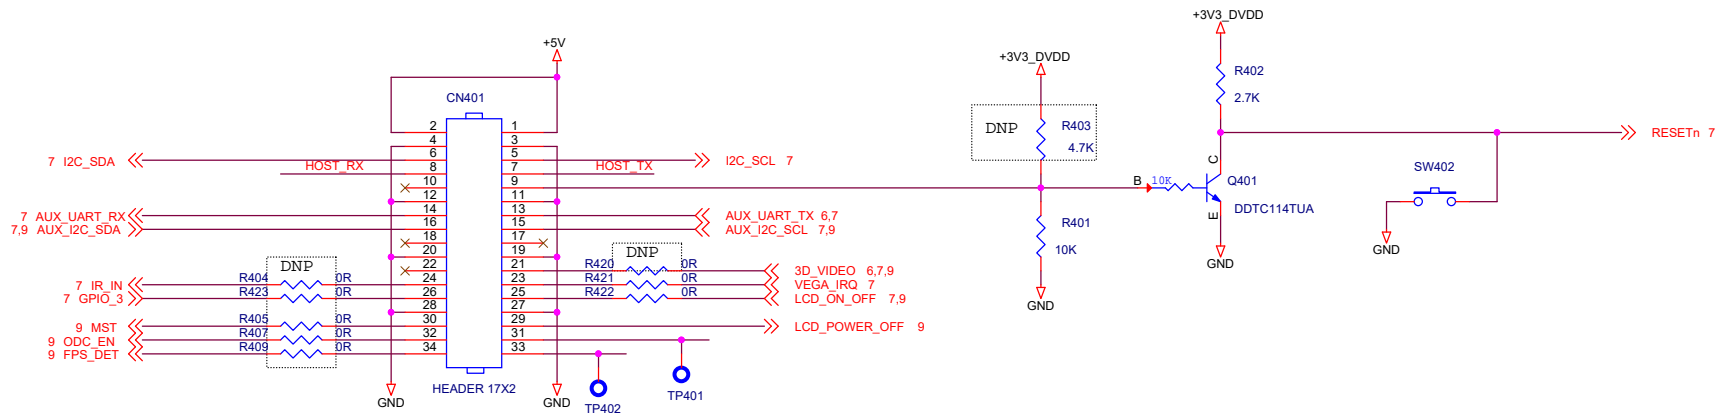 +3V3_DVDD
+5V
+3V3_DVDD
R402
2.7K
CN401
DNP
R403
4.7K
2 1
4 3
7 I2C_SDA 6 5 I2C_SCL 7
HOST_RX 8 7 HOST_TX
10 9
12 11
7 AUX_UART_RX 14 13 AUX_UART_TX 6,7
7,9 AUX_I2C_SDA 16 15 AUX_I2C_SCL 7,9
18 17
20 19
22 21
24 23
26 25
28 27
30 29
32 31
34 33
RESETn 7
C
B 10K Q401
E DDTC114TUA
SW402
R401
10K
GND
GND
GND
DNP
DNP
R420 0R 3D_VIDEO 6,7,9
7 IR_IN R404 0R R421 0R VEGA_IRQ 7
7 GPIO_3 R423 0R R422 0R LCD_ON_OFF 7,9
9 MST R405 0R LCD_POWER_OFF 9
9 ODC_EN R407 0R
9 FPS_DET R409 0R
HEADER 17X2
TP401
GND GND TP402